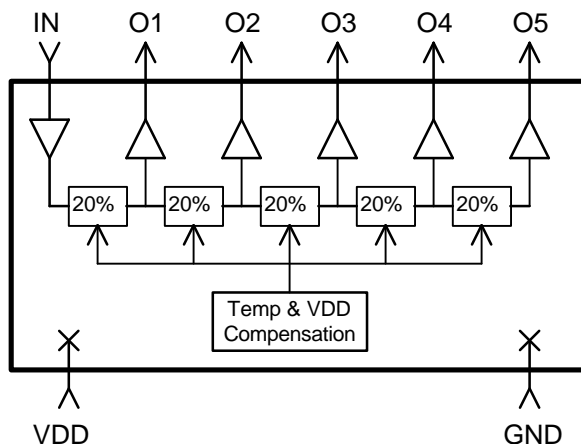 IN O1 O2 O3 O4 O5
20% 20% 20% 20% 20%
Temp & VDD
Compensation
VDD GND